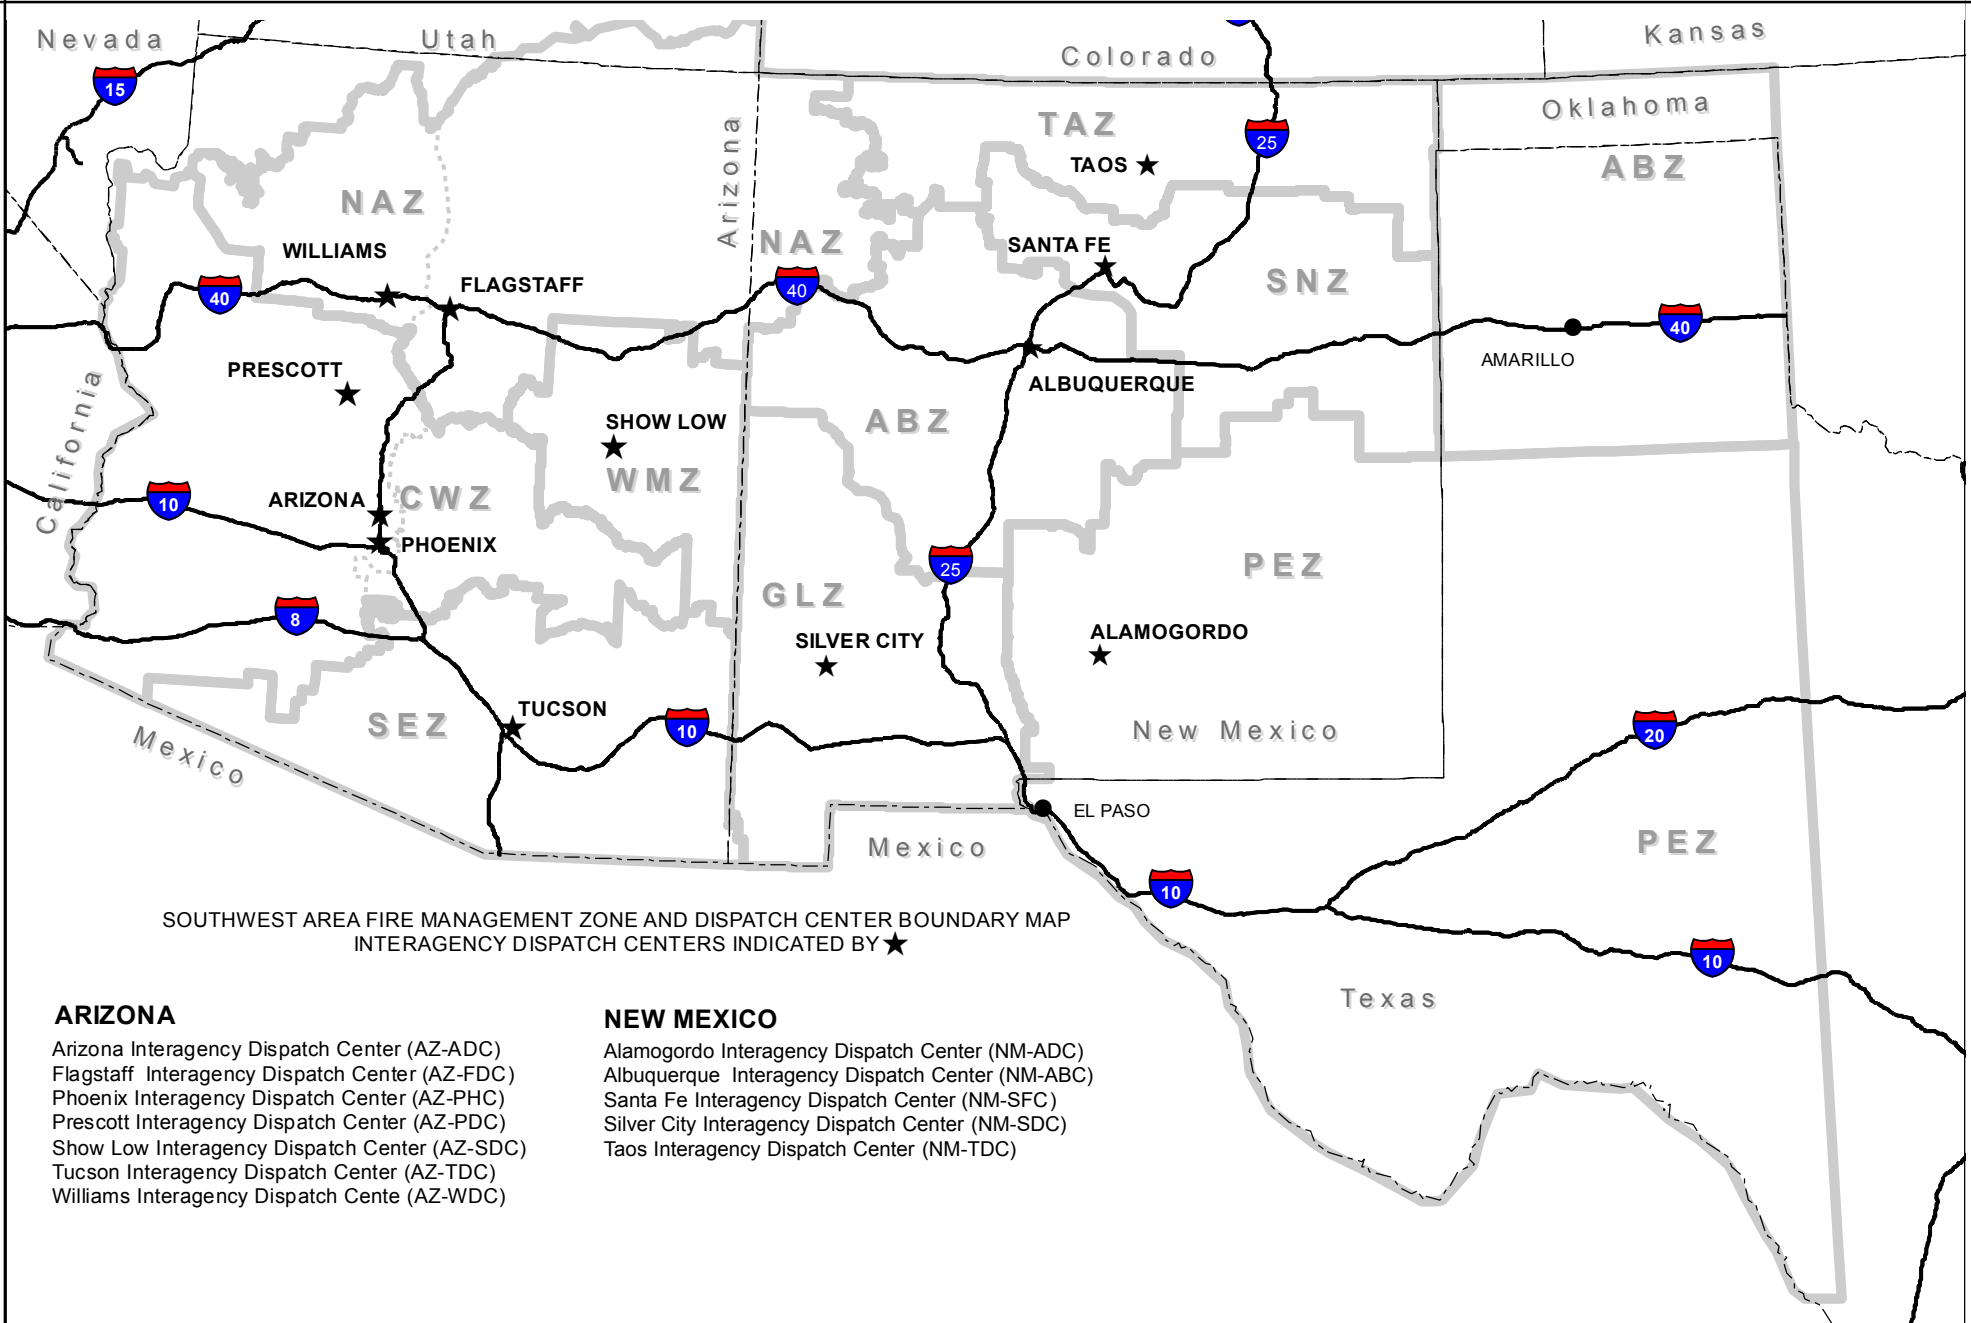 Nevada
Utah
Colorado
Kansas
15
Oklahoma
TAZ
25
TAOS
ABZ
Arizona
NAZ
WILLIAMS
NAZ
SANTA FE
SNZ
FLAGSTAFF
40
40
40
PRESCOTT
AMARILLO
ALBUQUERQUE
California
SHOW LOW
ABZ
WMZ
ARIZONA
CWZ
10
PHOENIX
25
PEZ
GLZ
8
SILVER CITY
ALAMOGORDO
TUCSON
SEZ
10
New Mexico
20
Mexico
EL PASO
Mexico
PEZ
10
SOUTHWEST AREA FIRE MANAGEMENT ZONE AND DISPATCH CENTER BOUNDARY MAP
INTERAGENCY DISPATCH CENTERS INDICATED BY
10
Texas
ARIZONA
Arizona Interagency Dispatch Center (AZ-ADC)
Flagstaff Interagency Dispatch Center (AZ-FDC)
Phoenix Interagency Dispatch Center (AZ-PHC)
Prescott Interagency Dispatch Center (AZ-PDC)
Show Low Interagency Dispatch Center (AZ-SDC)
Tucson Interagency Dispatch Center (AZ-TDC)
Williams Interagency Dispatch Cente (AZ-WDC)
NEW MEXICO
Alamogordo Interagency Dispatch Center (NM-ADC)
Albuquerque Interagency Dispatch Center (NM-ABC)
Santa Fe Interagency Dispatch Center (NM-SFC)
Silver City Interagency Dispatch Center (NM-SDC)
Taos Interagency Dispatch Center (NM-TDC)